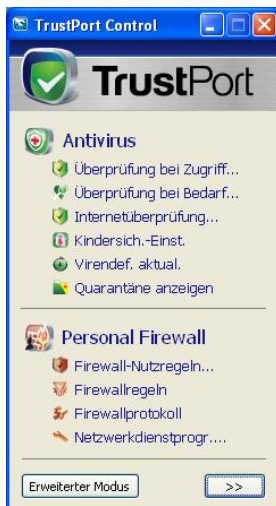 TrustPort Control
TrustPort
Antivirus
Überprüfung bei Zugriff...
Überprüfung bei Bedarf...
Internetüberprüfung...
Kindersich.-Einst.
Virendef. aktual.
Quarantäne anzeigen
Personal Firewall
Firewall-Nutzregeln...
Firewallregeln
Firewallprotokoll
Netzwerkdienstprogr....
Erweiterter Modus
>>